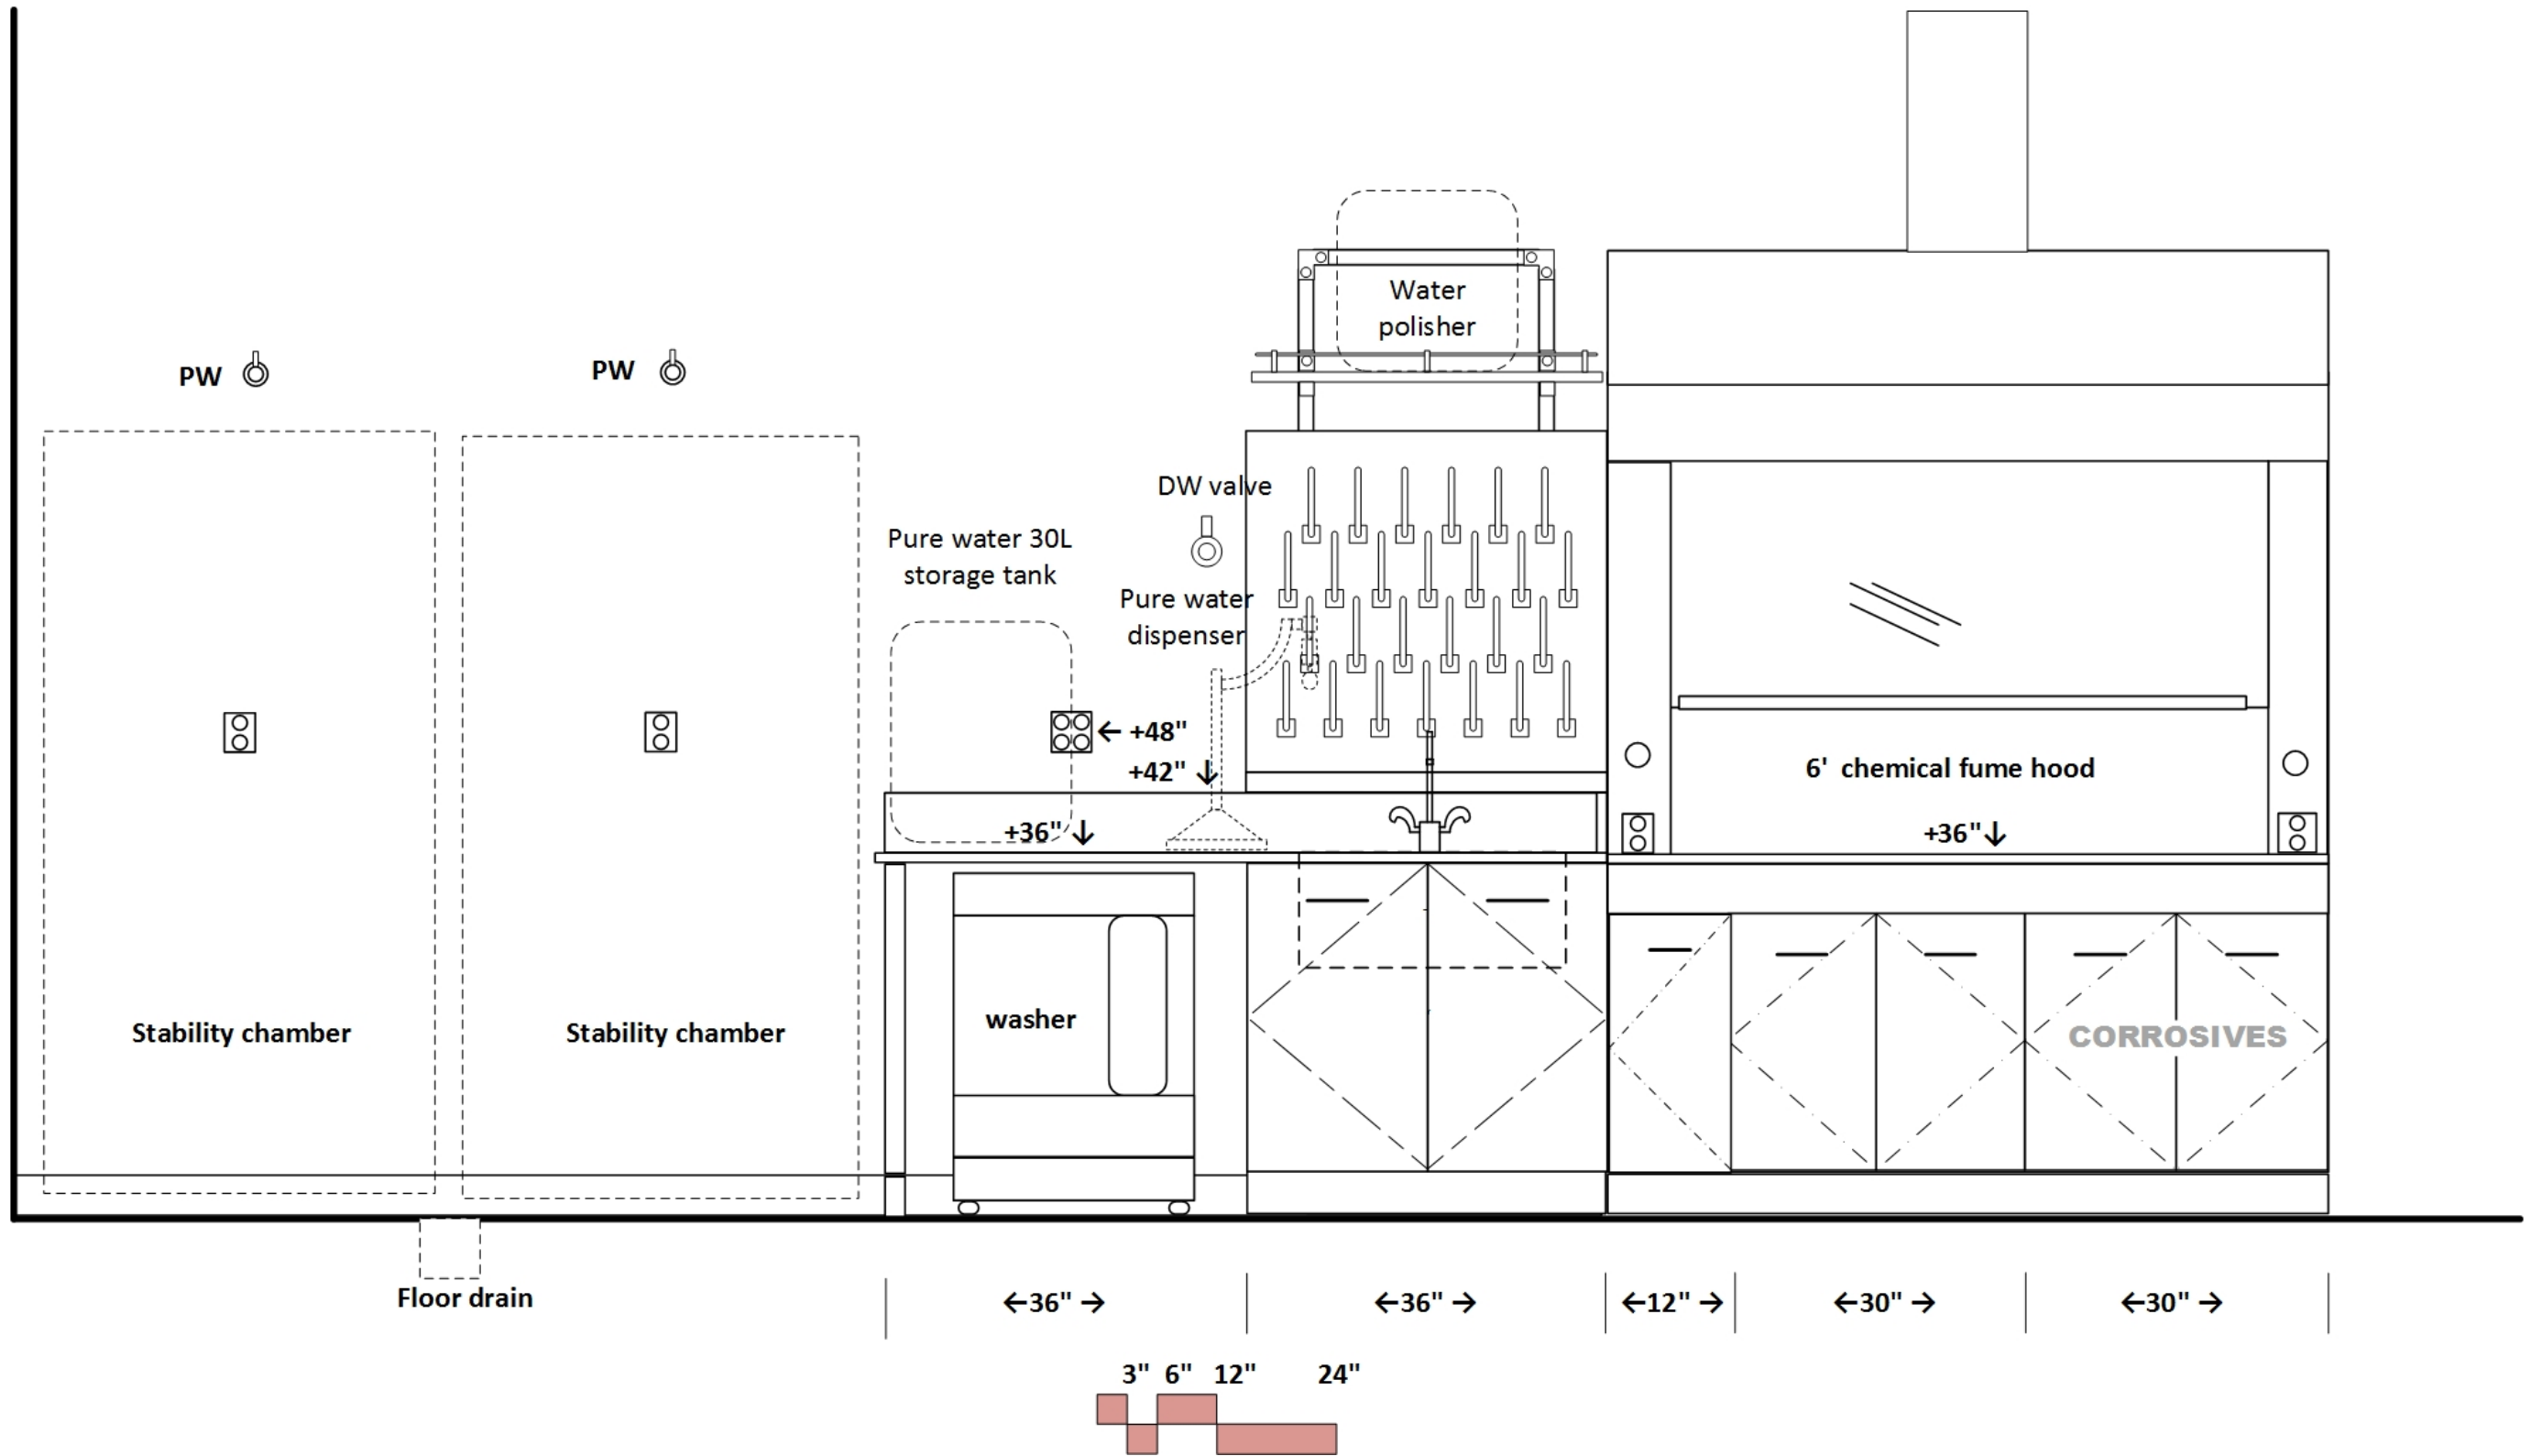 Water
polisher
PW
PW
DW valve
Pure water 30L
storage tank
Pure water
dispenser
← +48"
+42" ↓
6' chemical fume hood
+36" ↓
+36"↓
Stability chamber
Stability chamber
washer
CORROSIVES
Floor drain
←36" →
←36" →
←12" →
←30" →
←30" →
3" 6" 12" 24"